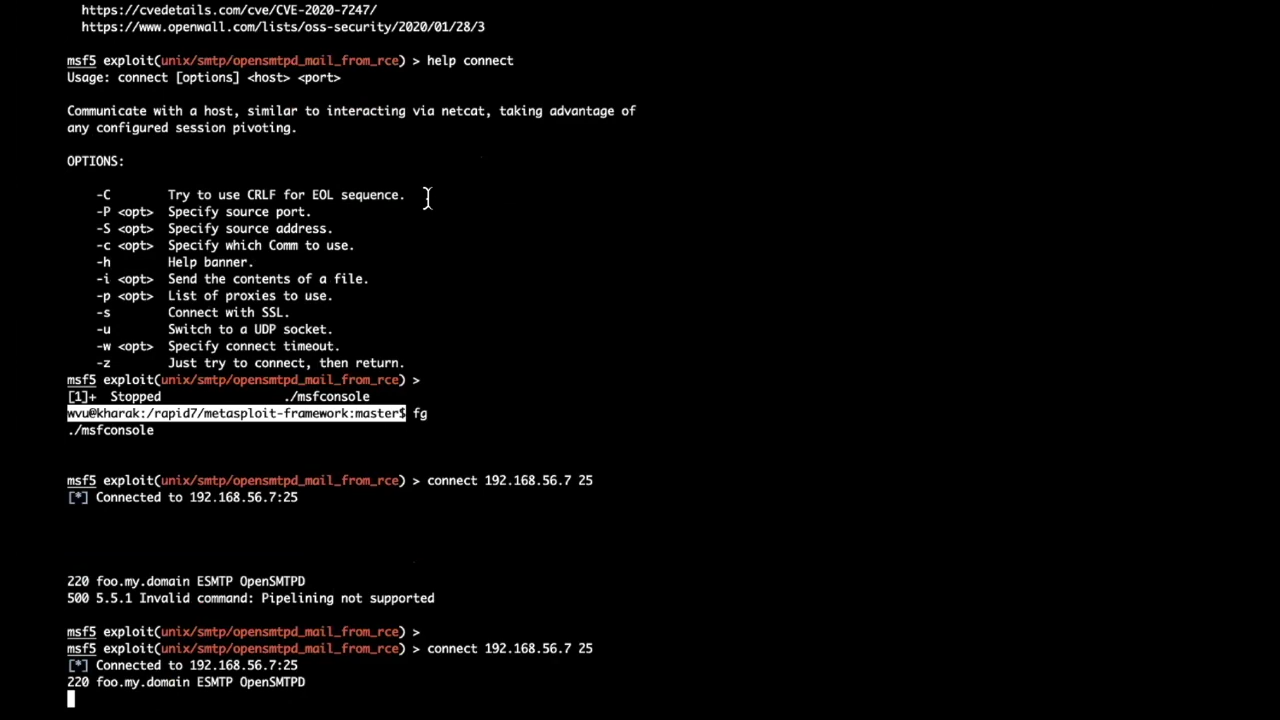 https://cvedetails.com/cve/CVE-2020-7247/
https://www.openwall.com/lists/oss-security/2020/01/28/3
msf5 exploit(unix/smtp/opensmtpd_mail_from_rce) > help connect
Usage: connect [options] <host> <port>
Communicate with a host, similar to interacting via netcat, taking advantage of
any configured session pivoting.
OPTIONS:
-C Try to use CRLF for EOL sequence.
-P <opt> Specify source port.
-S <opt> Specify source address.
-c <opt> Specify which Comm to use.
-h Help banner.
-i <opt> Send the contents of a file.
-p <opt> List of proxies to use.
-s Connect with SSL.
-u Switch to a UDP socket.
-w <opt> Specify connect timeout.
-z Just try to connect, then return.
msf5 exploit(unix/smtp/opensmtpd_mail_from_rce) >
[1]+ Stopped ./msfconsole
wvu@kharak:/rapid7/metasploit-framework:master$ fg
./msfconsole
msf5 exploit(unix/smtp/opensmtpd_mail_from_rce) > connect 192.168.56.7 25
[*] Connected to 192.168.56.7:25
220 foo.my.domain ESMTP OpenSMTPD
500 5.5.1 Invalid command: Pipelining not supported
msf5 exploit(unix/smtp/opensmtpd_mail_from_rce) >
msf5 exploit(unix/smtp/opensmtpd_mail_from_rce) > connect 192.168.56.7 25
[*] Connected to 192.168.56.7:25
220 foo.my.domain ESMTP OpenSMTPD